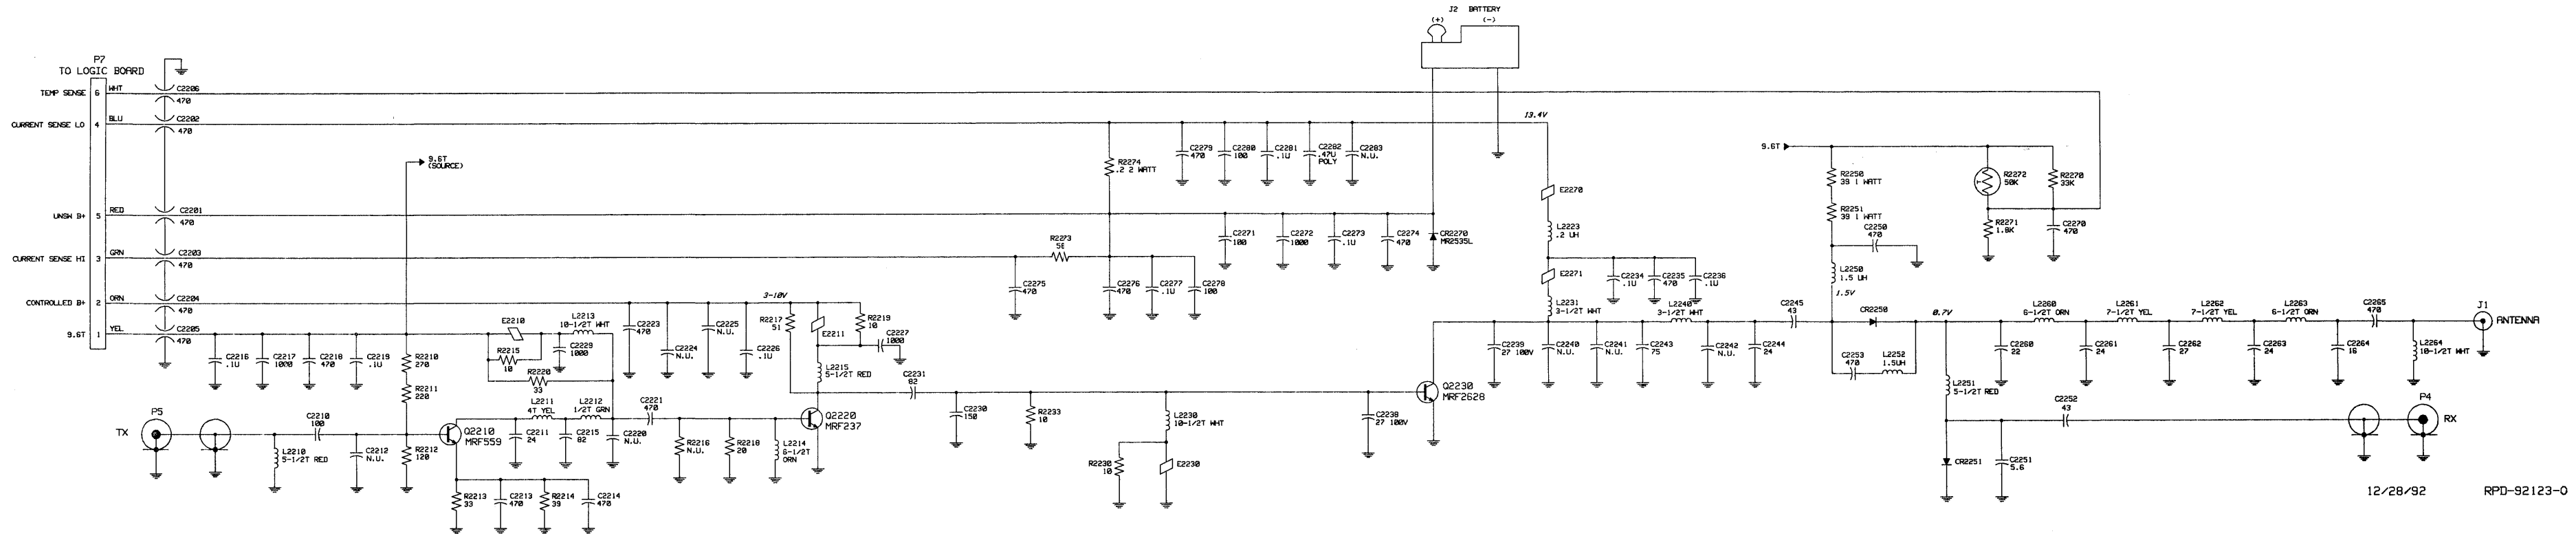 J2 BATTERY
(+) (-)
P7
TO LOGIC BOARD
TEMP SENSE 6 WHT
C2206
470
CURRENT SENSE LO 4 BLU
C2202
470
13.4V
9.6T
(SOURCE)
R2274
.2 2 WATT
C2279
470
C2280
100
C2281
.1U
C2282
.47U
POLY
C2283
N.U.
E2270
9.6T
R2250
39 1 WATT
R2272
50K
R2270
33K
UNSW B+ 5 RED
C2201
470
C2271
100
C2272
1000
C2273
.1U
C2274
470
CR2270
MR2535L
L2223
.2 UH
R2251
39 1 WATT
C2250
470
R2271
1.8K
C2270
470
CURRENT SENSE HI 3 GRN
C2203
470
R2273
C2275
470
C2276
470
C2277
.1U
C2278
100
E2271
C2234
.1U
C2235
470
C2236
.1U
L2250
1.5 UH
1.5V
CONTROLLED B+ 2 ORN
C2204
470
3-10V
L2231
3-1/2T WHT
L2240
3-1/2T WHT
C2245
43
CR2250
0.7V
L2260
6-1/2T ORN
L2261
7-1/2T YEL
L2262
7-1/2T YEL
L2263
6-1/2T ORN
C2265
470
J1
ANTENNA
9.6T 1 YEL
C2205
470
C2216
.1U
C2217
1000
C2218
470
C2219
.1U
R2210
270
R2211
220
E2210
L2213
10-1/2T WHT
R2215
10
C2229
1000
R2220
33
C2223
470
C2224
N.U.
C2225
N.U.
C2226
.1U
R2217
51
E2211
R2219
10
C2227
1000
L2215
5-1/2T RED
C2231
82
C2239
27 100V
C2240
N.U.
C2241
N.U.
C2243
75
C2242
N.U.
C2244
24
C2253
470
L2252
1.5UH
C2260
22
C2261
24
C2262
27
C2263
24
C2264
16
L2264
10-1/2T WHT
P5
TX
C2210
100
L2210
5-1/2T RED
C2212
N.U.
R2212
120
Q2210
MRF559
L2211
4T YEL
L2212
1/2T GRN
C2211
24
C2215
82
C2220
N.U.
C2221
470
R2216
N.U.
R2218
20
L2214
6-1/2T
ORN
Q2220
MRF237
C2230
150
R2233
10
L2230
10-1/2T WHT
R2230
10
E2230
C2238
27 100V
Q2230
MRF2628
L2251
5-1/2T RED
C2252
43
CR2251
C2251
5.6
P4
RX
R2213
33
C2213
470
R2214
39
C2214
470
12/28/92 RPD-92123-O